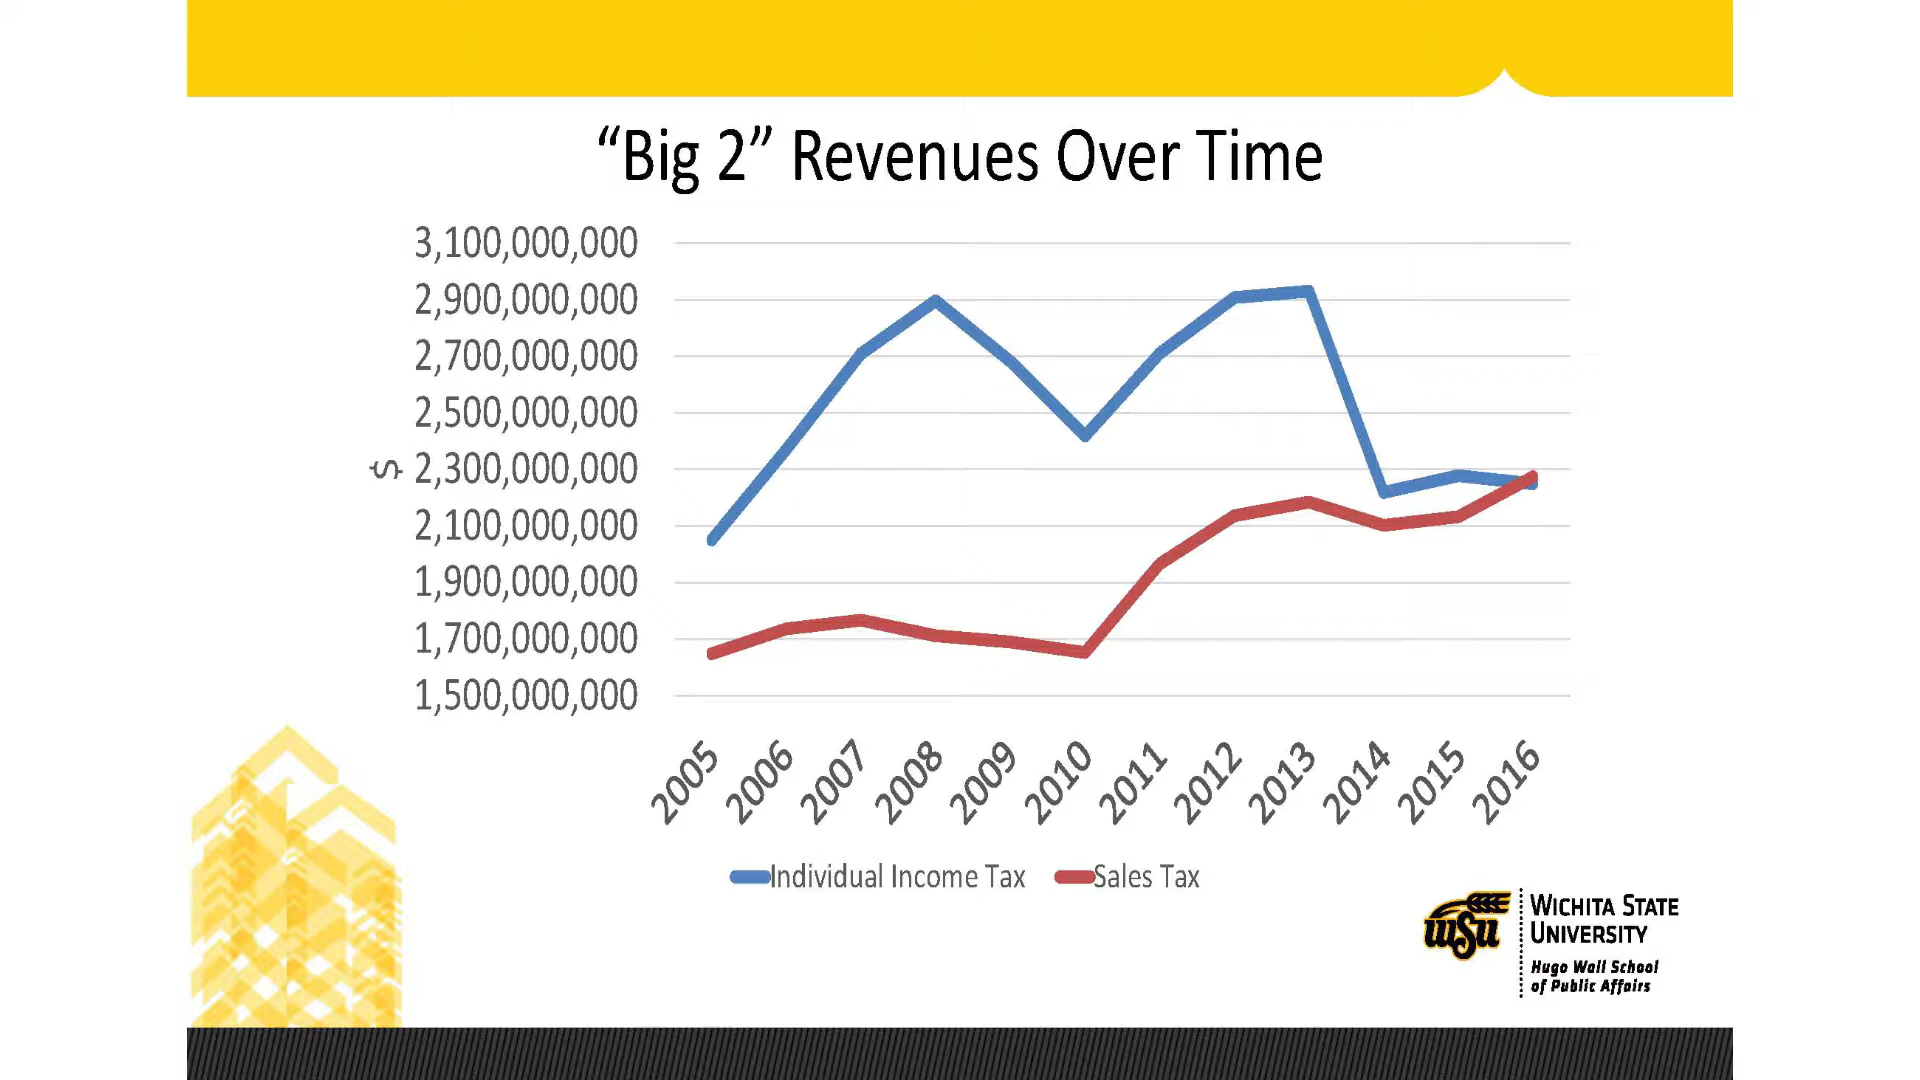 “Big 2” Revenues Over Time
3,100,000,000
2,900,000,000
2,700,000,000
2,500,000,000
$ 2,300,000,000
2,100,000,000
1,900,000,000
1,700,000,000
1,500,000,000
2005 2006 2007 2008 2009 2010 2011 2012 2013 2014 2015 2016
Individual Income Tax Sales Tax
WSU
WICHITA STATE
UNIVERSITY
Hugo Wall School
of Public Affairs